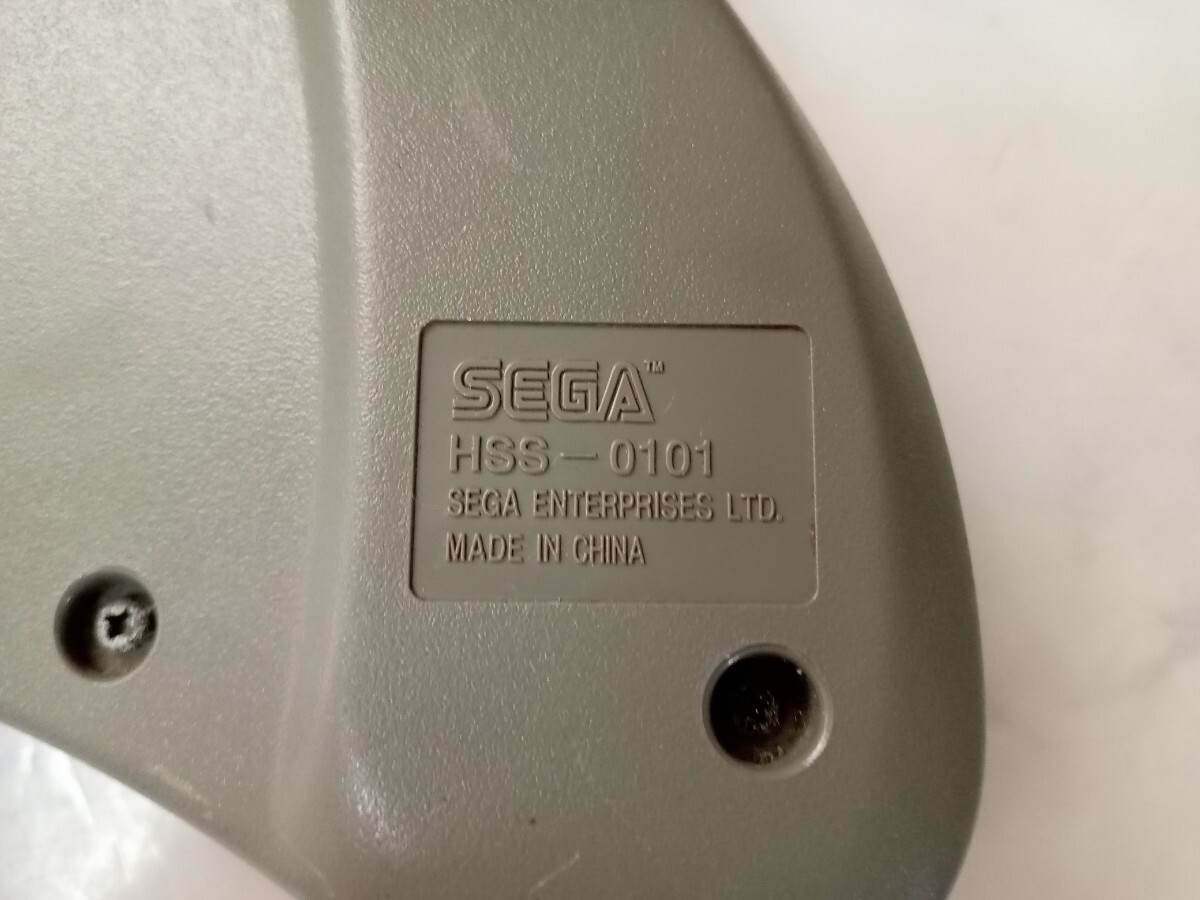 SEGA™
HSS-0101
SEGA ENTERPRISES LTD.
MADE IN CHINA